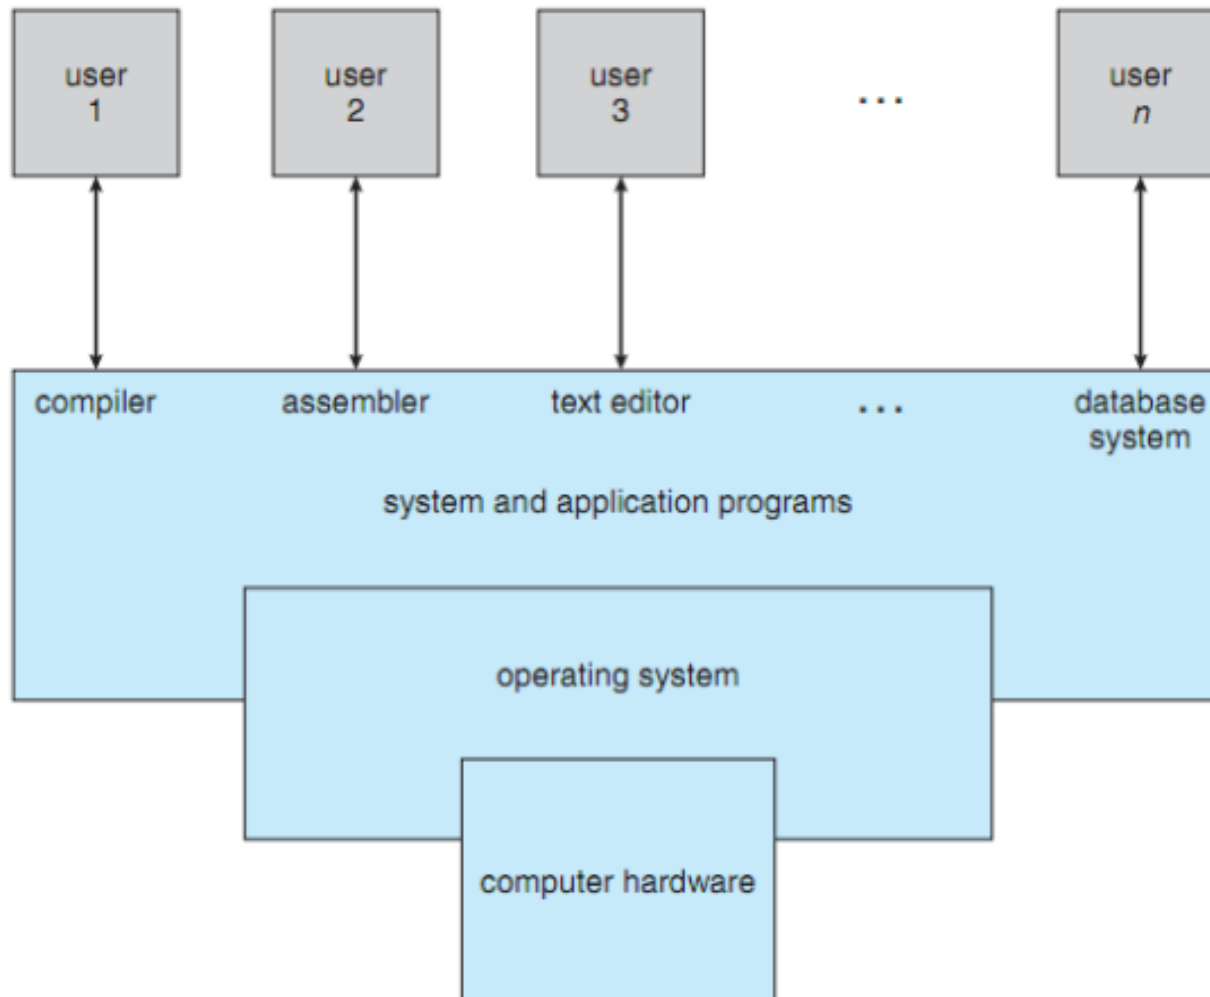 user
1
user
2
user
3
...
user
n
compiler
assembler
text editor
...
database
system
system and application programs
operating system
computer hardware